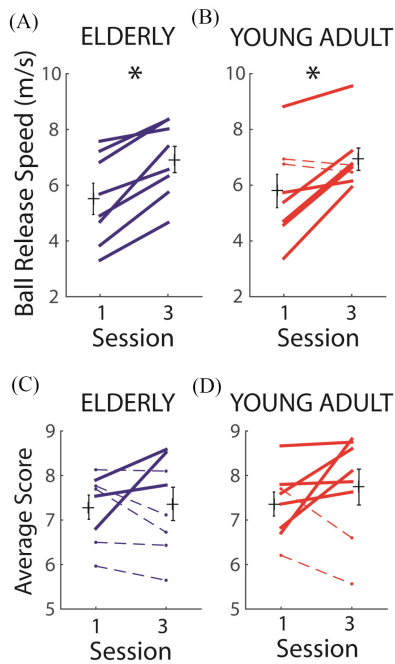 (A)
ELDERLY
(B)
YOUNG ADULT
*
*
Ball Release Speed (m/s)
10
8
6
4
2
10
8
6
4
2
1
3
1
3
Session
Session
(C)
ELDERLY
(D)
YOUNG ADULT
Average Score
9
8
7
6
5
9
8
7
6
5
1
3
1
3
Session
Session